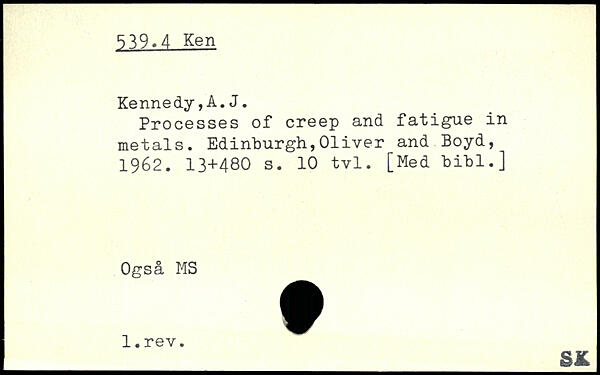 539.4 Ken
Kennedy,A.J.
Processes of creep and fatigue in
metals. Edinburgh,Oliver and Boyd,
1962. 13+480 s. 10 tvl. [Med bibl.]
Også MS
1.rev.
SK